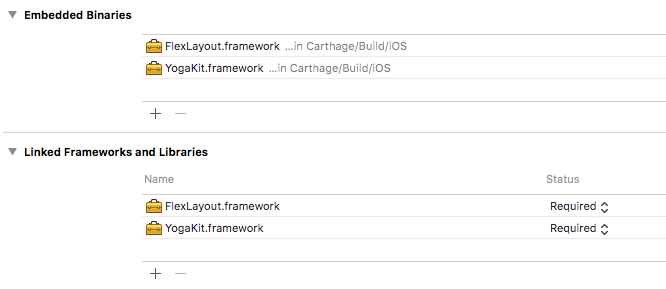 Embedded Binaries
FlexLayout.framework ...in Carthage/Build/iOS
YogaKit.framework ...in Carthage/Build/iOS
Linked Frameworks and Libraries
Name Status
FlexLayout.framework Required
YogaKit.framework Required